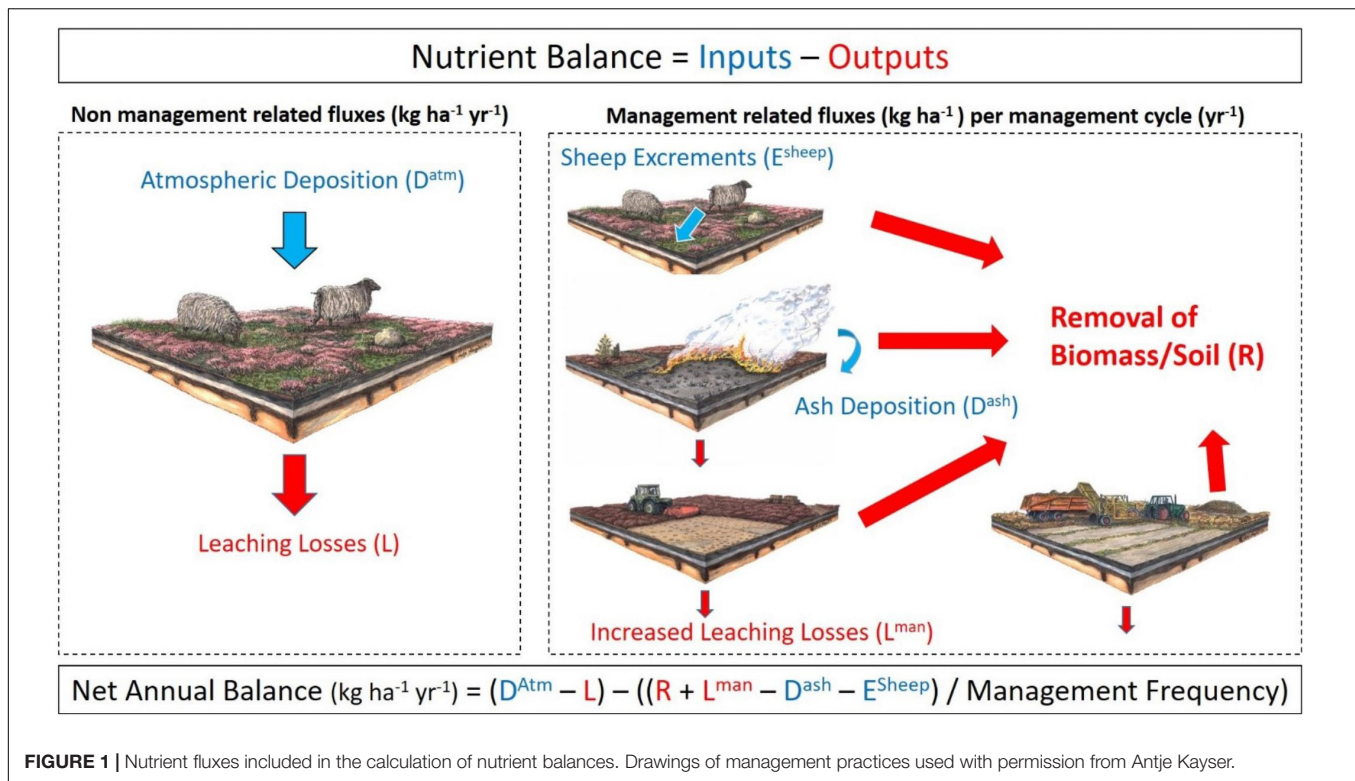 Nutrient Balance = Inputs – Outputs
Non management related fluxes (kg ha⁻¹ yr⁻¹)
Atmospheric Deposition (Dᵃᵗᵐ)
Leaching Losses (L)
Management related fluxes (kg ha⁻¹ ) per management cycle (yr⁻¹)
Sheep Excrements (Eˢʰᵉᵉᵖ)
Removal of
Biomass/Soil (R)
Ash Deposition (Dᵃˢʰ)
Increased Leaching Losses (Lᵐᵃⁿ)
Net Annual Balance (kg ha⁻¹ yr⁻¹) = (Dᴬᵗᵐ – L) – ((R + Lᵐᵃⁿ – Dᵃˢʰ – Eˢʰᵉᵉᵖ) / Management Frequency)
FIGURE 1 | Nutrient fluxes included in the calculation of nutrient balances. Drawings of management practices used with permission from Antje Kayser.